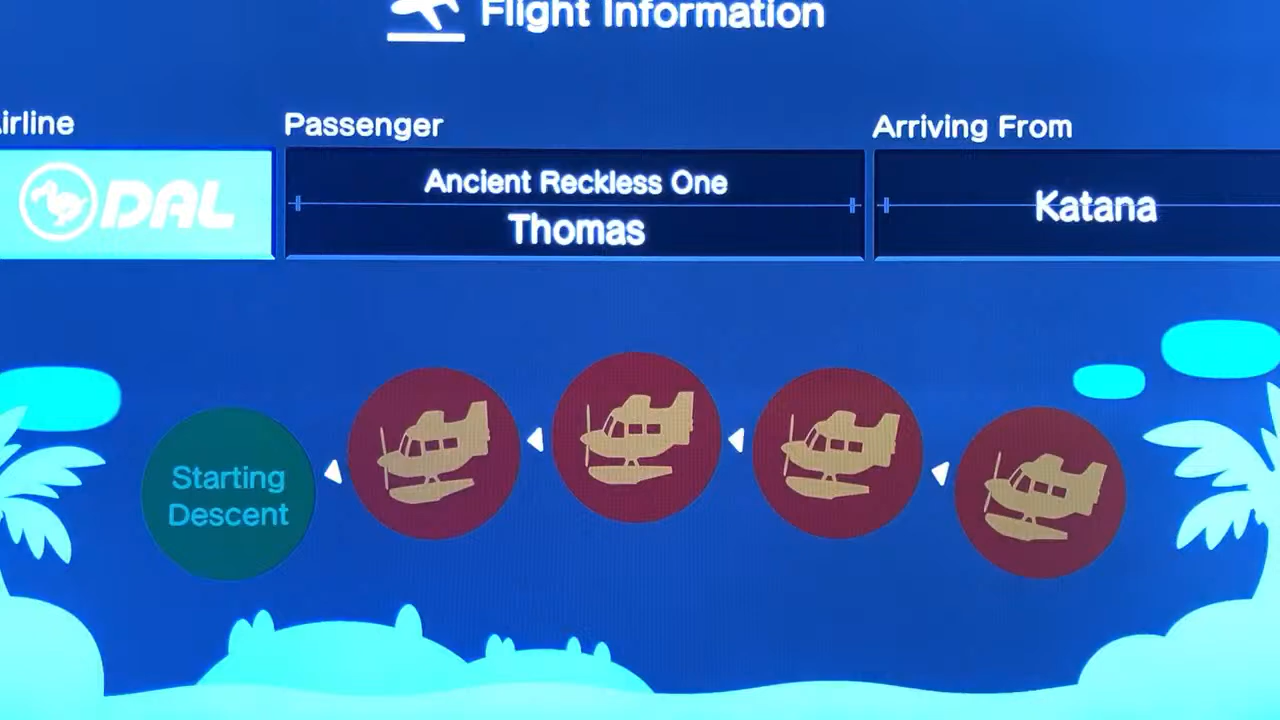 Flight Information
irline
Passenger
Arriving From
DAL
Ancient Reckless One
Thomas
Katana
Starting
Descent